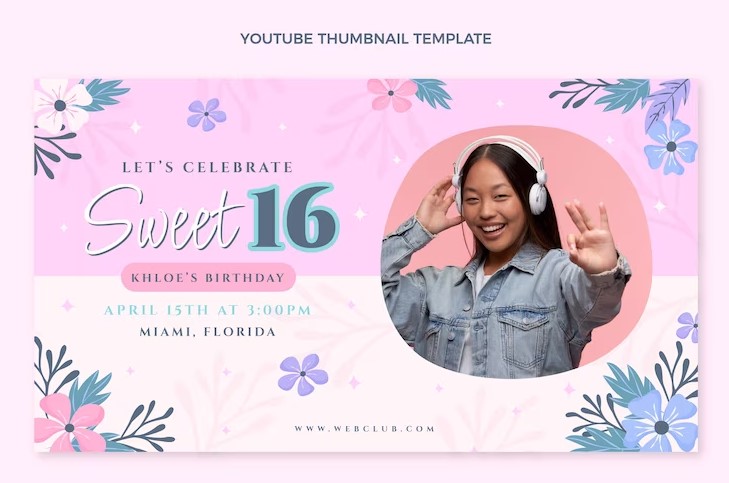 YOUTUBE THUMBNAIL TEMPLATE
LET'S CELEBRATE
Sweet 16
KHLOE'S BIRTHDAY
APRIL 15TH AT 3:00PM
MIAMI, FLORIDA
WWW.WEBCLUB.COM